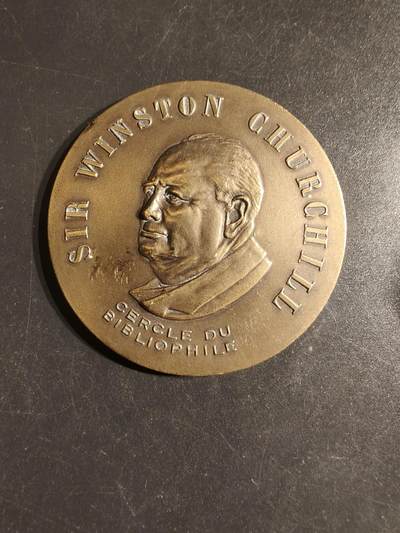 SIR WINSTON CHURCHILL
CERCLE DU
BIBLIOPHILE